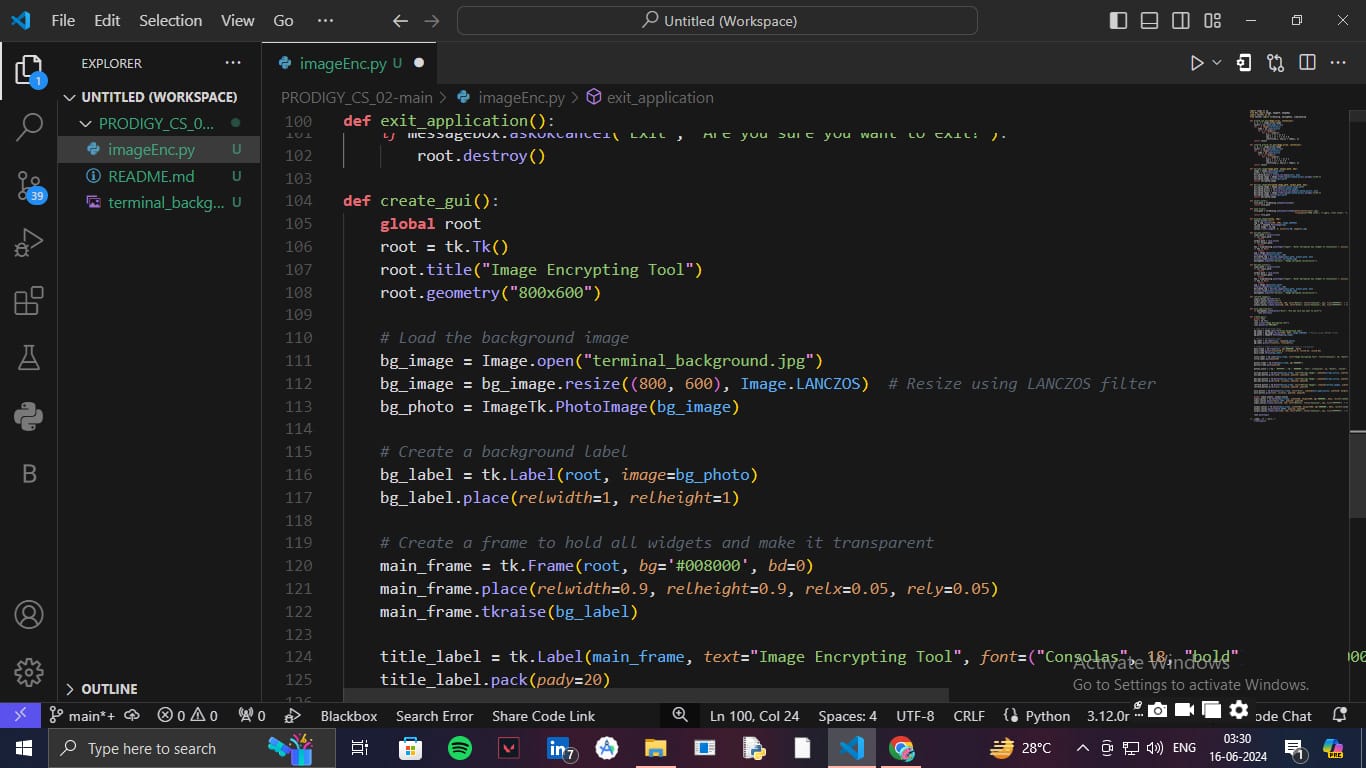 File Edit Selection View Go ··· Untitled (Workspace)
EXPLORER ···
imageEnc.py U
UNTITLED (WORKSPACE)
PRODIGY_CS_0...
imageEnc.py U
README.md U
terminal_backg... U
OUTLINE
1
39
B
PRODIGY_CS_02-main > imageEnc.py > exit_application
100 def exit_application():
101 if messagebox.askokcancel("Exit", "Are you sure you want to exit?"):
102 root.destroy()
103
104 def create_gui():
105 global root
106 root = tk.Tk()
107 root.title("Image Encrypting Tool")
108 root.geometry("800x600")
109
110 # Load the background image
111 bg_image = Image.open("terminal_background.jpg")
112 bg_image = bg_image.resize((800, 600), Image.LANCZOS)  # Resize using LANCZOS filter
113 bg_photo = ImageTk.PhotoImage(bg_image)
114
115 # Create a background label
116 bg_label = tk.Label(root, image=bg_photo)
117 bg_label.place(relwidth=1, relheight=1)
118
119 # Create a frame to hold all widgets and make it transparent
120 main_frame = tk.Frame(root, bg='#008000', bd=0)
121 main_frame.place(relwidth=0.9, relheight=0.9, relx=0.05, rely=0.05)
122 main_frame.tkraise(bg_label)
123
124 title_label = tk.Label(main_frame, text="Image Encrypting Tool", font=("Consolas", 18, "bold"
125 title_label.pack(pady=20)
Activate Windows
Go to Settings to activate Windows.
main*+ 0 0 0 Blackbox Search Error Share Code Link Ln 100, Col 24 Spaces: 4 UTF-8 CRLF Python 3.12.0 ode Chat
Type here to search 7 28°C ENG 03:30 1
16-06-2024